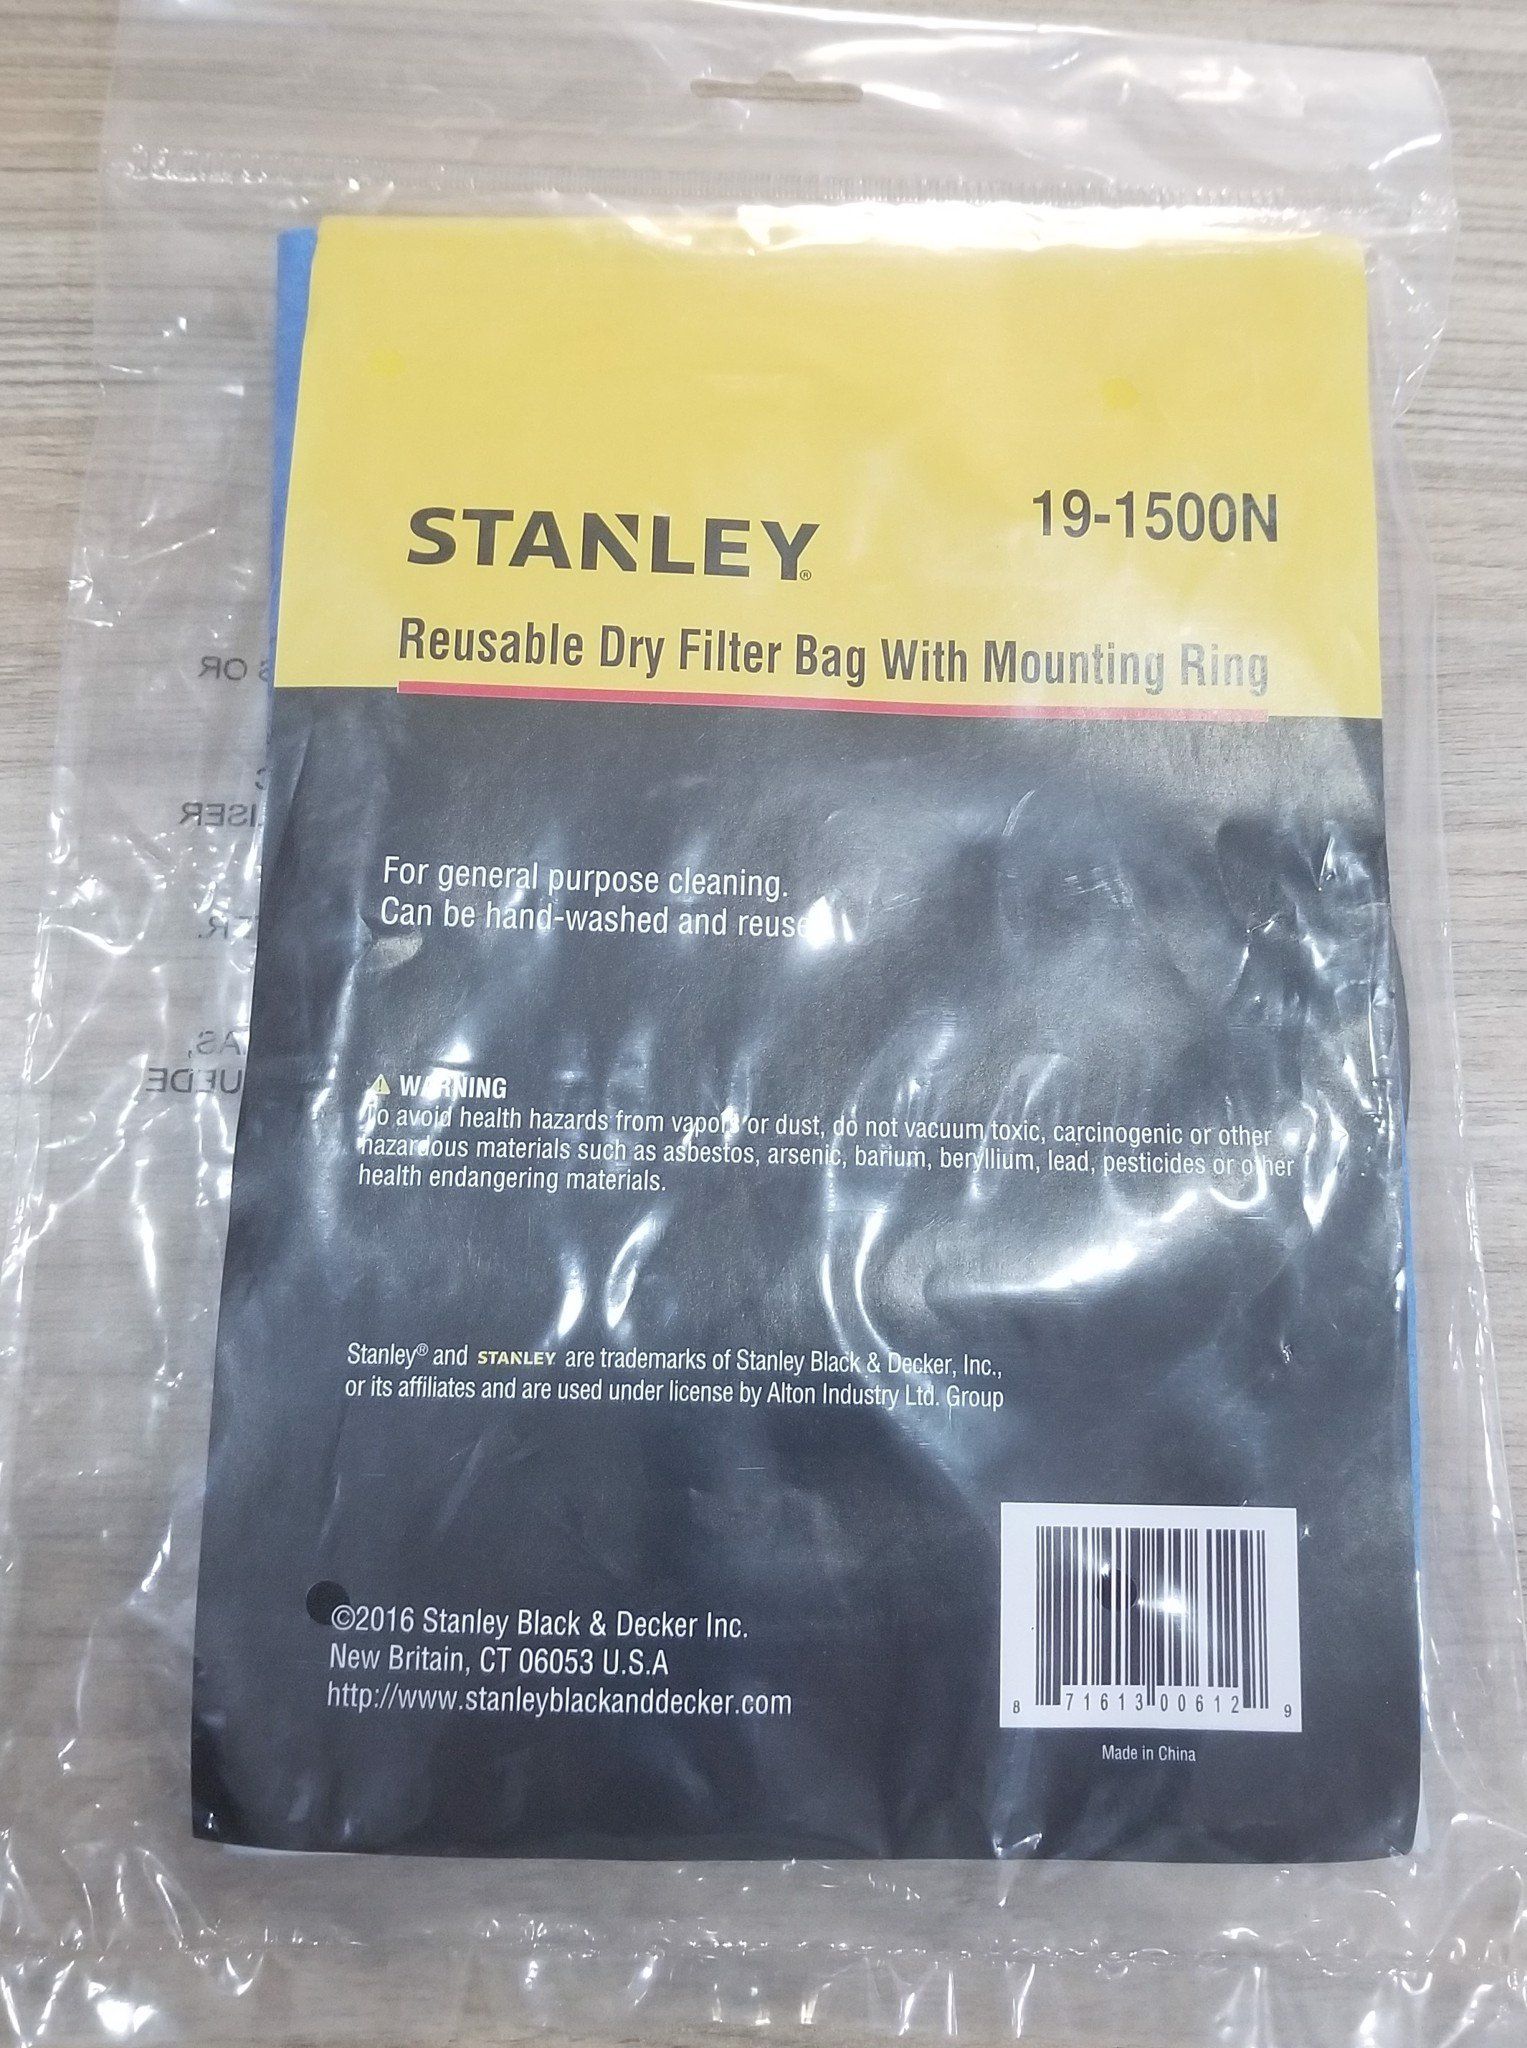 STANLEY®
19-1500N
Reusable Dry Filter Bag With Mounting Ring
For general purpose cleaning.
Can be hand-washed and
WARNING
To avoid health hazards from vapors or dust, do not vacuum toxic, carcinogenic or other
hazardous materials such as asbestos, arsenic, barium, beryllium, lead, pesticides or other
health endangering materials.
Stanley® and STANLEY are trademarks of Stanley Black & Decker, Inc.,
or its affiliates and are used under license by Alton Industry Ltd. Group
©2016 Stanley Black & Decker Inc.
New Britain, CT 06053 U.S.A
http://www.stanleyblackanddecker.com
8 71613 00612 9
Made in China
OR